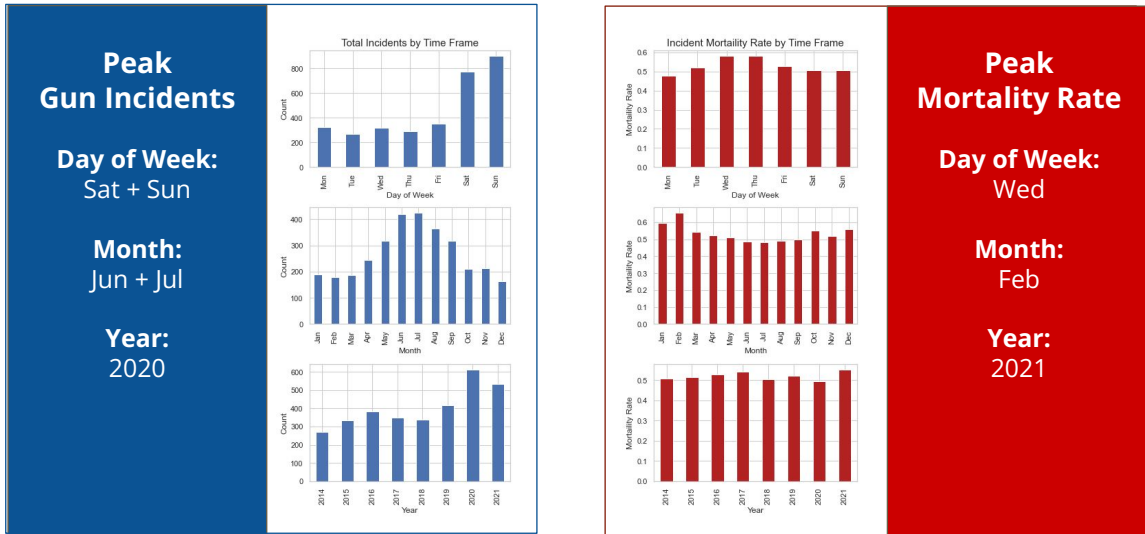 Peak
Gun Incidents
Day of Week:
Sat + Sun
Month:
Jun + Jul
Year:
2020
Total Incidents by Time Frame
Count
800
600
400
200
0
Mon Tue Wed Thu Fri Sat Sun
Day of Week
Count
400
300
200
100
0
Jan Feb Mar Apr May Jun Jul Aug Sep Oct Nov Dec
Month
Count
600
500
400
300
200
100
0
2014 2015 2016 2017 2018 2019 2020 2021
Year
Incident Mortaility Rate by Time Frame
Mortality Rate
0.6
0.5
0.4
0.3
0.2
0.1
0.0
Mon Tue Wed Thu Fri Sat Sun
Day of Week
Mortality Rate
0.6
0.5
0.4
0.3
0.2
0.1
0.0
Jan Feb Mar Apr May Jun Jul Aug Sep Oct Nov Dec
Month
Mortality Rate
0.5
0.4
0.3
0.2
0.1
0.0
2014 2015 2016 2017 2018 2019 2020 2021
Year
Peak
Mortality Rate
Day of Week:
Wed
Month:
Feb
Year:
2021